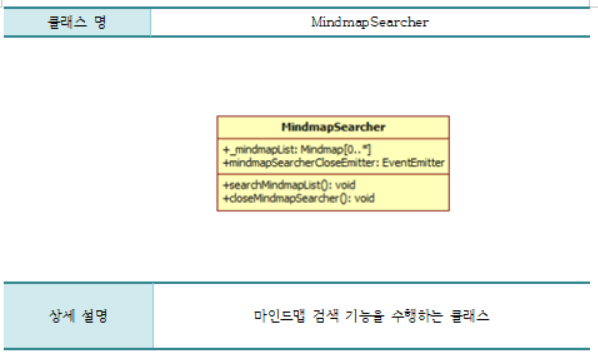 클래스 명
MindmapSearcher
MindmapSearcher
+_mindmapList: Mindmap[0..*]
+mindmapSearcherCloseEmitter: EventEmitter
+searchMindmapList(): void
+closeMindmapSearcher(): void
상세 설명
마인드맵 검색 기능을 수행하는 클래스